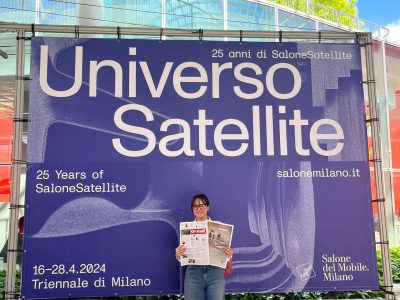 25 anni di SaloneSatellite
Universo
Satellite
25 Years of
SaloneSatellite
salonemilano.it
16–28.4.2024
Triennale di Milano
Salone
del Mobile.
Milano